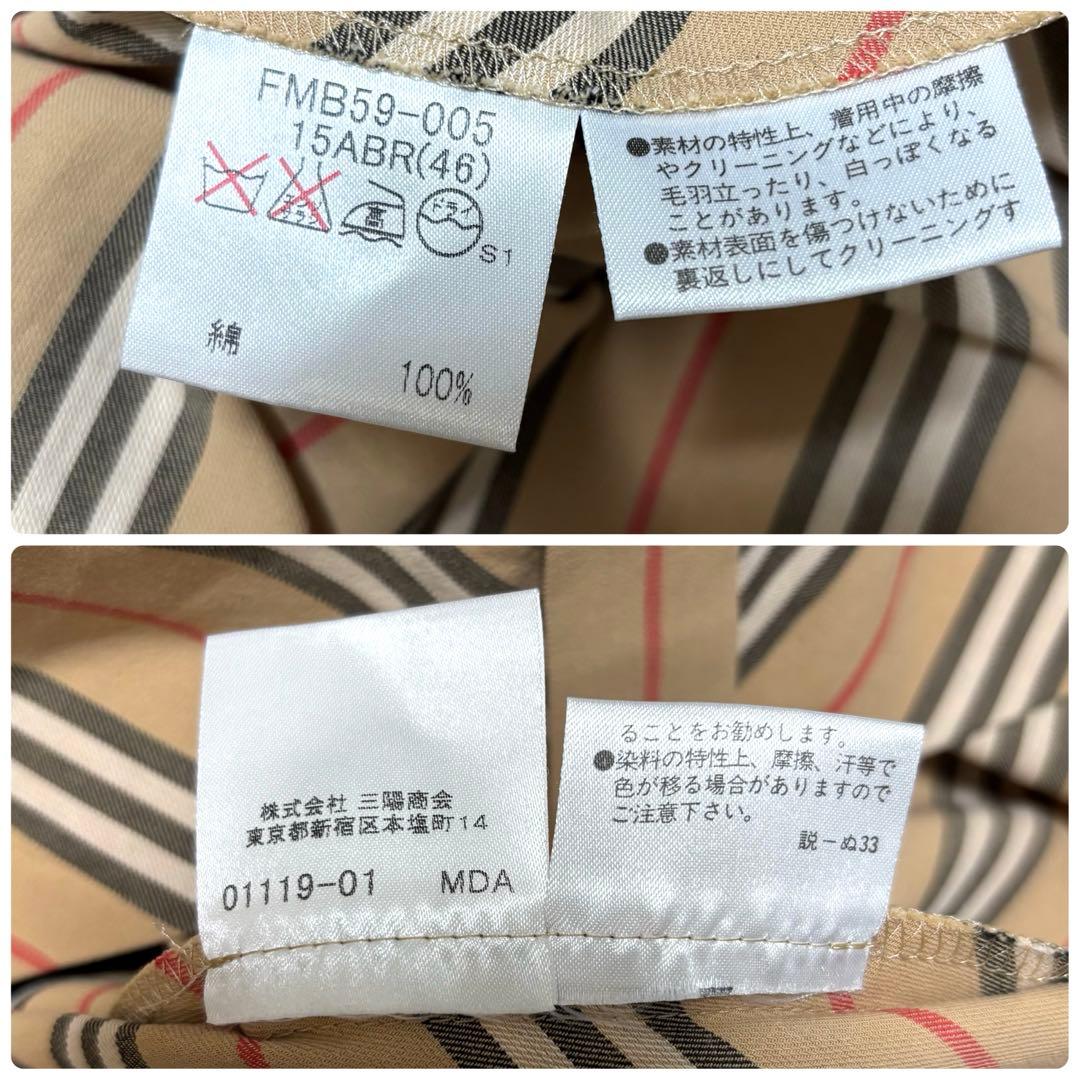 FMB59-005
15ABR(46)
エンソ
サラシ
高
ドライ
S1
綿
100%
●素材の特性上、着用中の摩擦
やクリーニングなどにより、
毛羽立ったり、白っぽくなる
ことがあります。
●素材表面を傷つけないために
裏返しにしてクリーニングす
株式会社 三陽商会
東京都新宿区本塩町14
01119-01 MDA
ることをお勧めします。
●染料の特性上、摩擦、汗等で
色が移る場合がありますので
ご注意下さい。
説-ぬ33